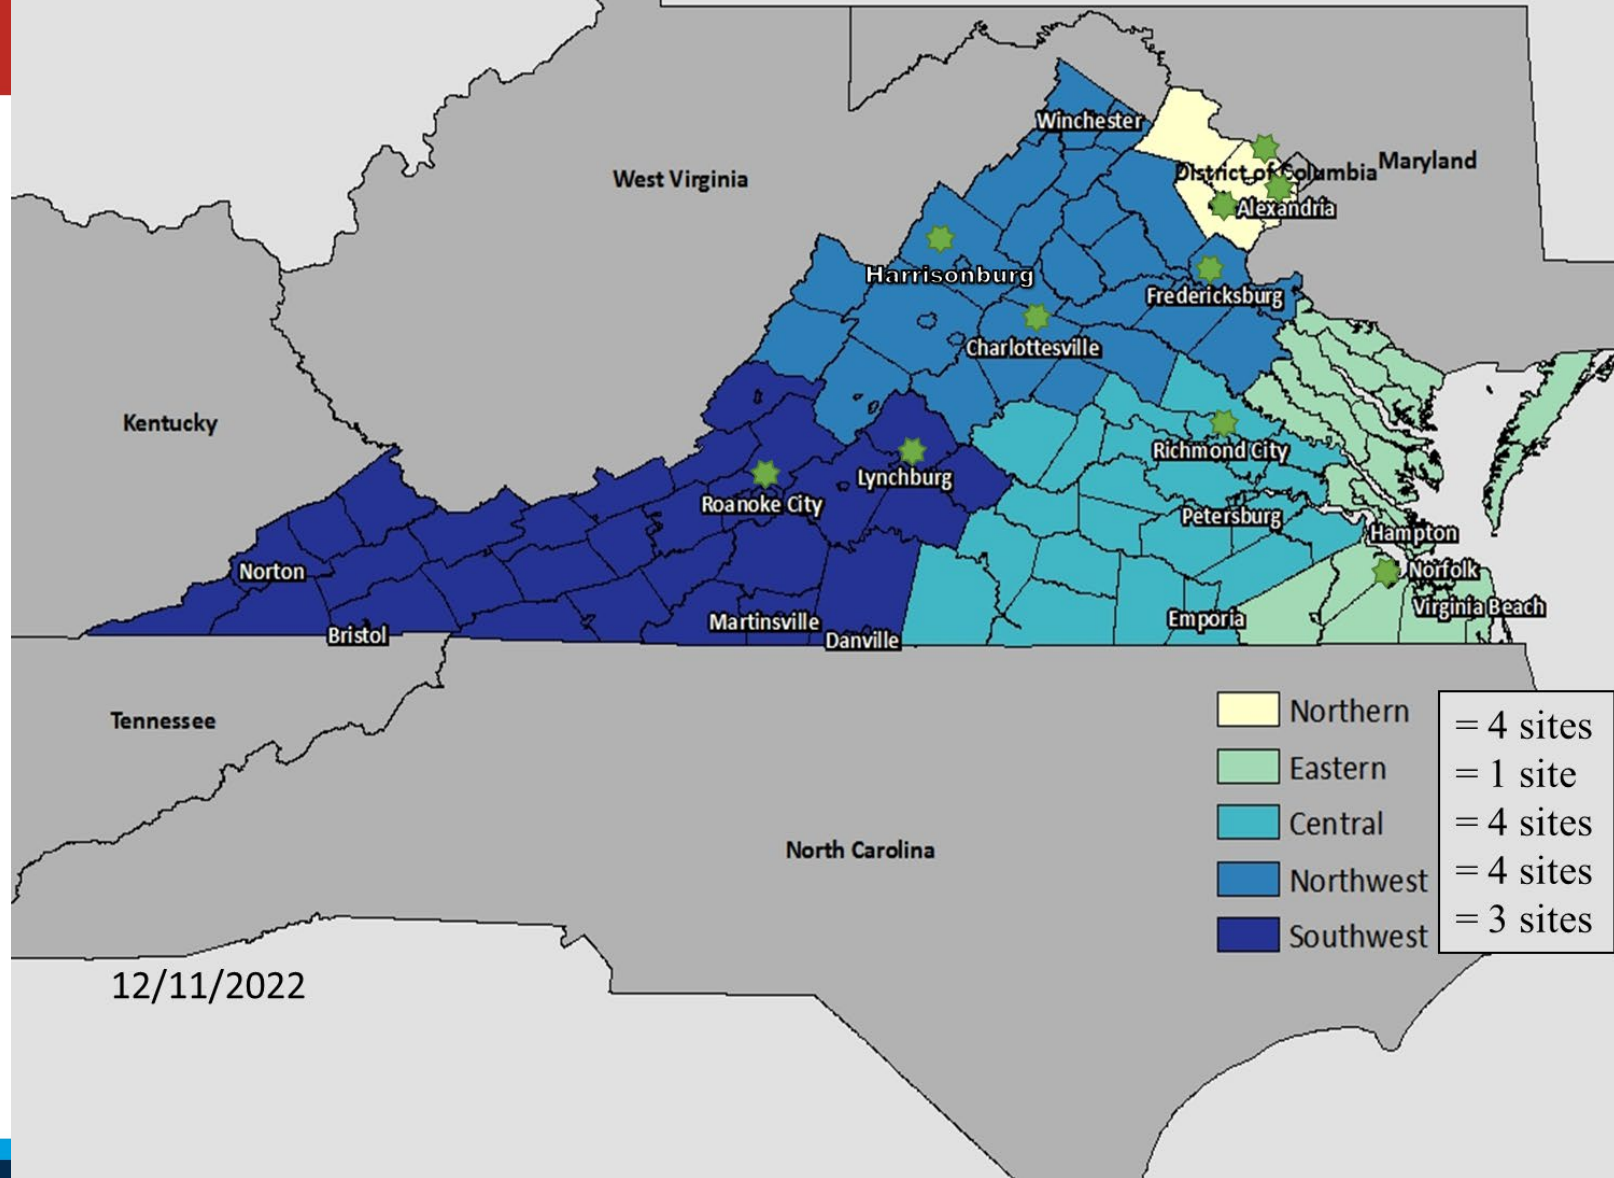 Winchester
District of Columbia
Maryland
West Virginia
Alexandria
Harrisonburg
Fredericksburg
Charlottesville
Kentucky
Richmond City
Lynchburg
Roanoke City
Petersburg
Hampton
Norton
Norfolk
Virginia Beach
Martinsville
Emporia
Bristol
Danville
Tennessee
North Carolina
Northern = 4 sites
Eastern = 1 site
Central = 4 sites
Northwest = 4 sites
Southwest = 3 sites
12/11/2022